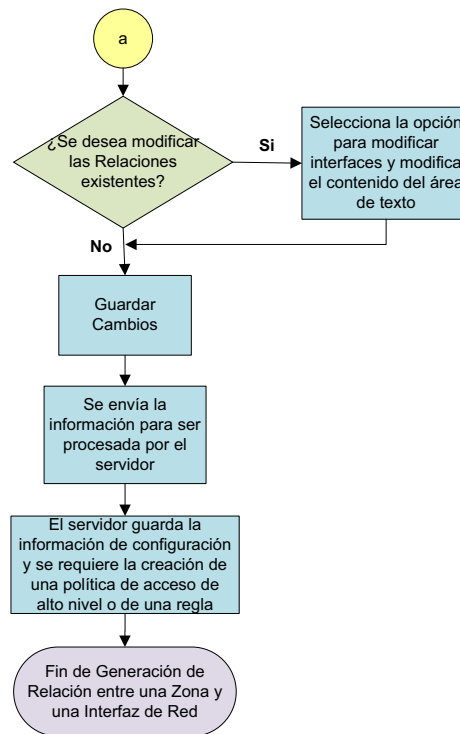 a
¿Se desea modificar
las Relaciones
existentes?
Si
Selecciona la opción
para modificar
interfaces y modifica
el contenido del área
de texto
No
Guardar
Cambios
Se envía la
información para ser
procesada por el
servidor
El servidor guarda la
información de configuración
y se requiere la creación de
una política de acceso de
alto nivel o de una regla
Fin de Generación de
Relación entre una Zona y
una Interfaz de Red